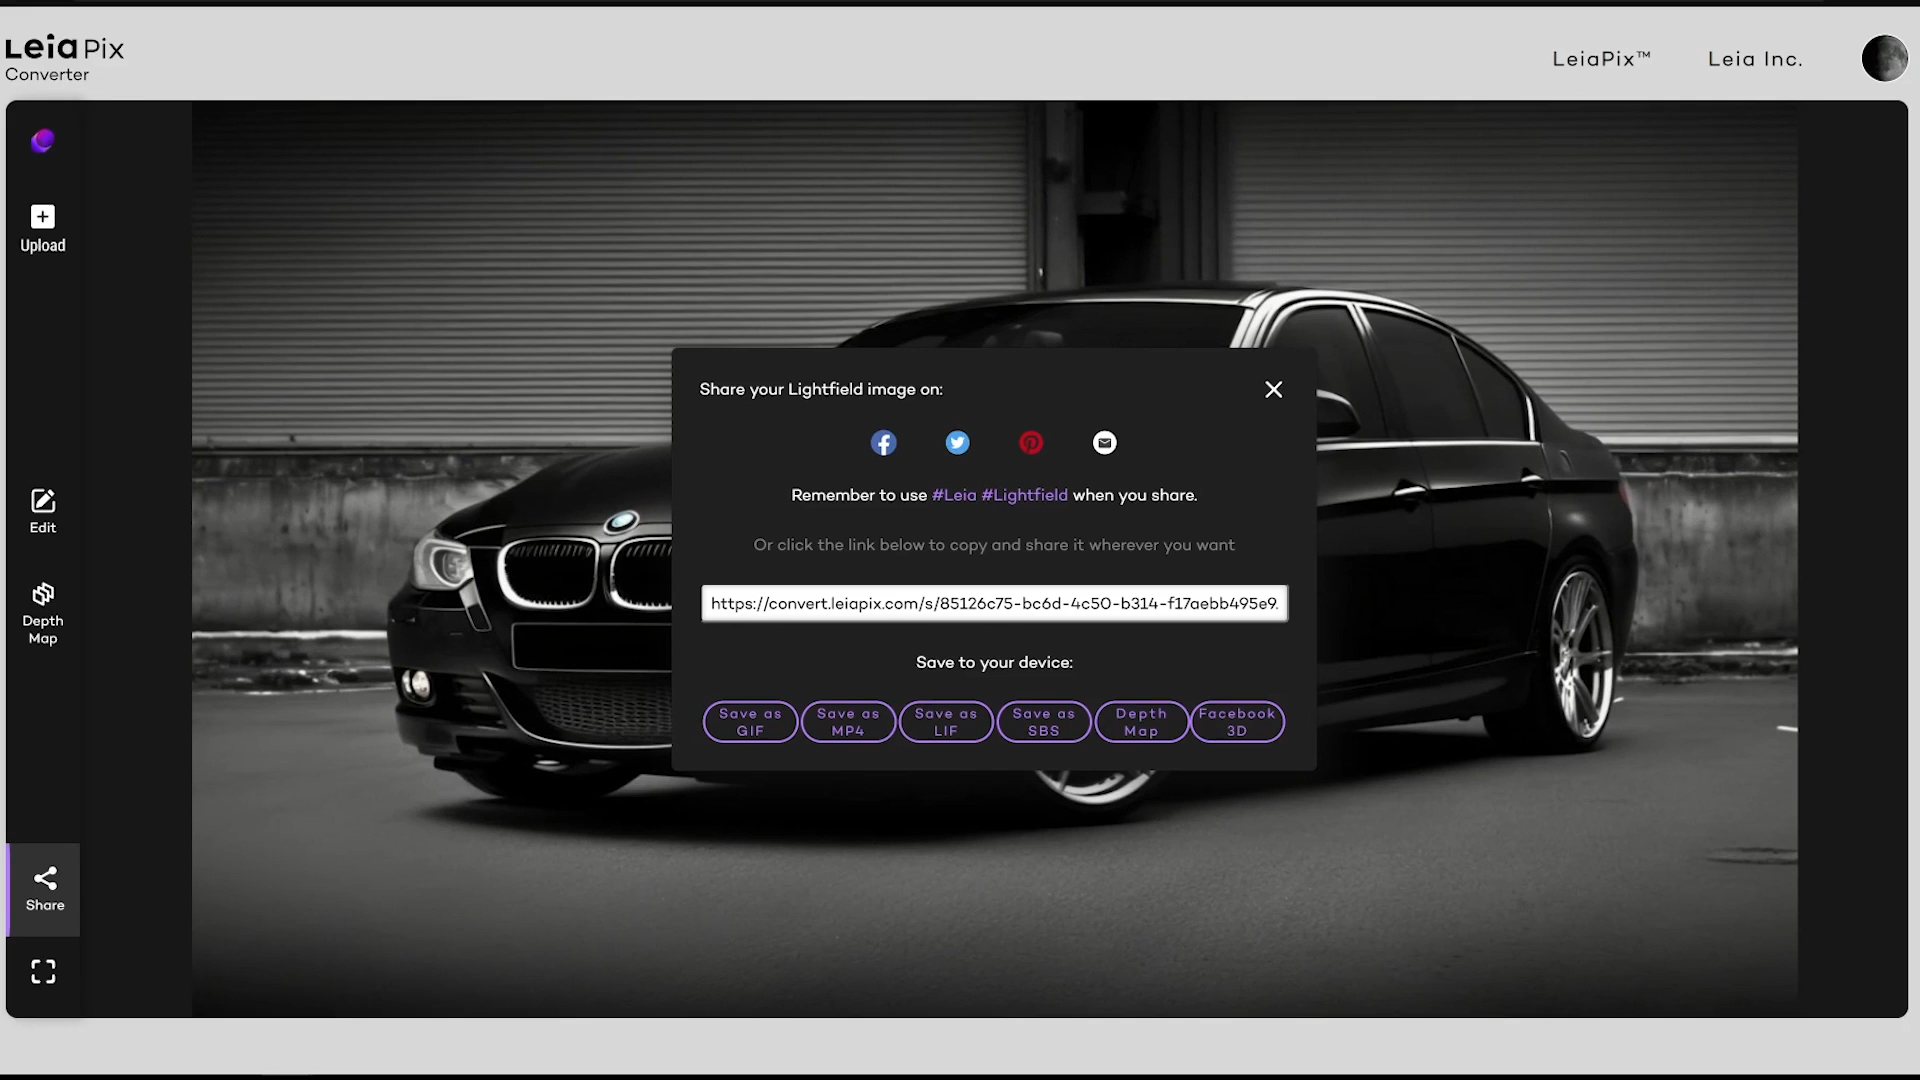 Leia Pix
Converter
LeiaPix™
Leia Inc.
Upload
Edit
Depth
Map
Share
Share your Lightfield image on:
Remember to use #Leia #Lightfield when you share.
Or click the link below to copy and share it wherever you want
https://convert.leiapix.com/s/85126c75-bc6d-4c50-b314-f17aebb495e9.
Save to your device:
Save as
GIF
Save as
MP4
Save as
LIF
Save as
SBS
Depth
Map
Facebook
3D